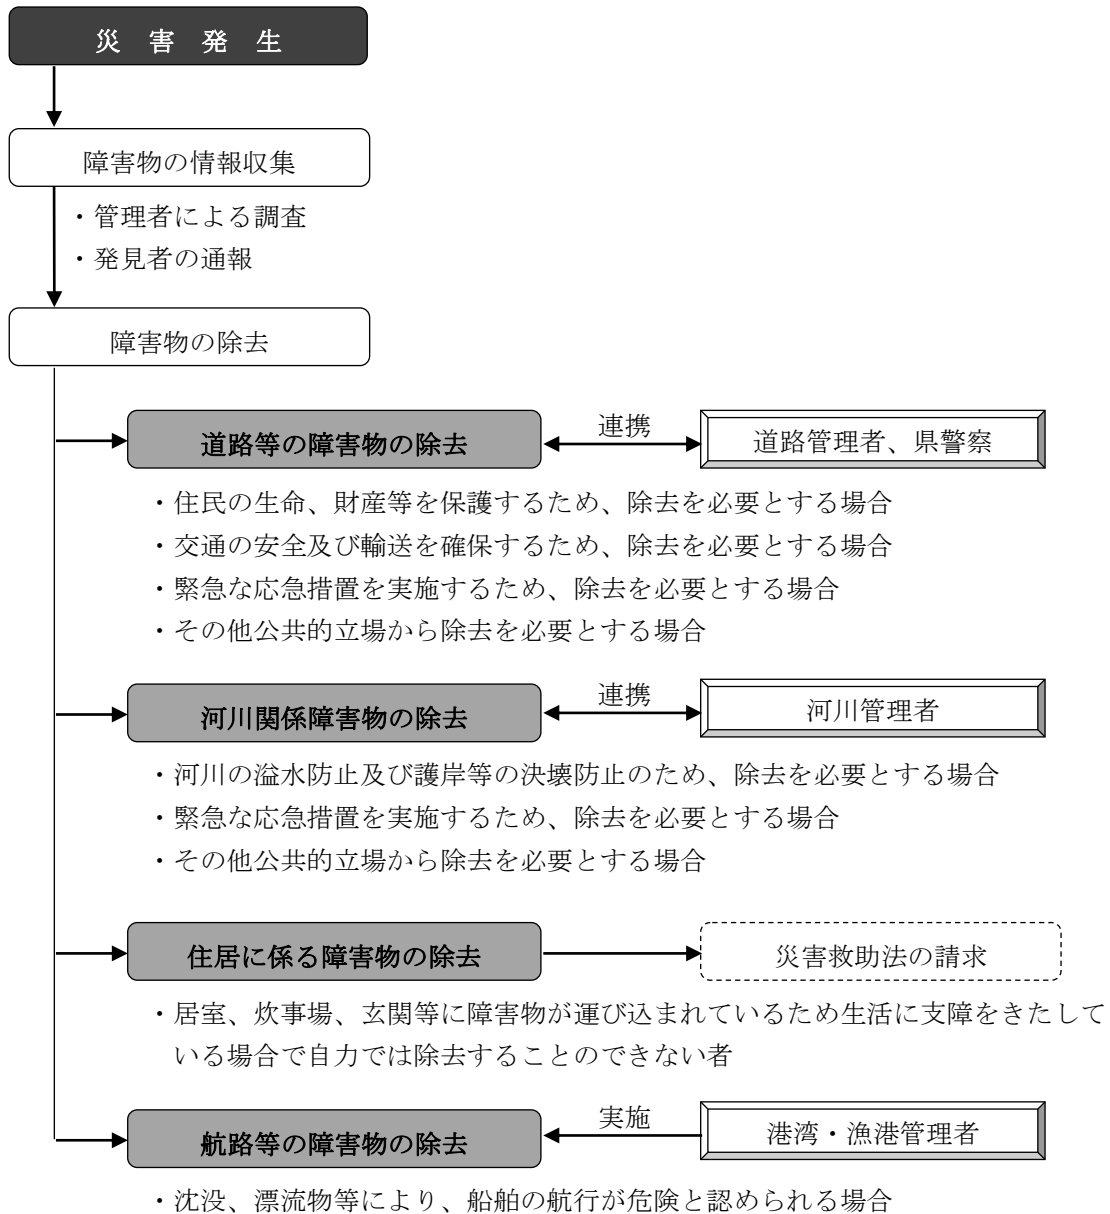 災　害　発　生
障害物の情報収集
・管理者による調査
・発見者の通報
障害物の除去
道路等の障害物の除去
連携
道路管理者、県警察
・住民の生命、財産等を保護するため、除去を必要とする場合
・交通の安全及び輸送を確保するため、除去を必要とする場合
・緊急な応急措置を実施するため、除去を必要とする場合
・その他公共的立場から除去を必要とする場合
河川関係障害物の除去
連携
河川管理者
・河川の溢水防止及び護岸等の決壊防止のため、除去を必要とする場合
・緊急な応急措置を実施するため、除去を必要とする場合
・その他公共的立場から除去を必要とする場合
住居に係る障害物の除去
災害救助法の請求
・居室、炊事場、玄関等に障害物が運び込まれているため生活に支障をきたして
いる場合で自力では除去することのできない者
航路等の障害物の除去
実施
港湾・漁港管理者
・沈没、漂流物等により、船舶の航行が危険と認められる場合